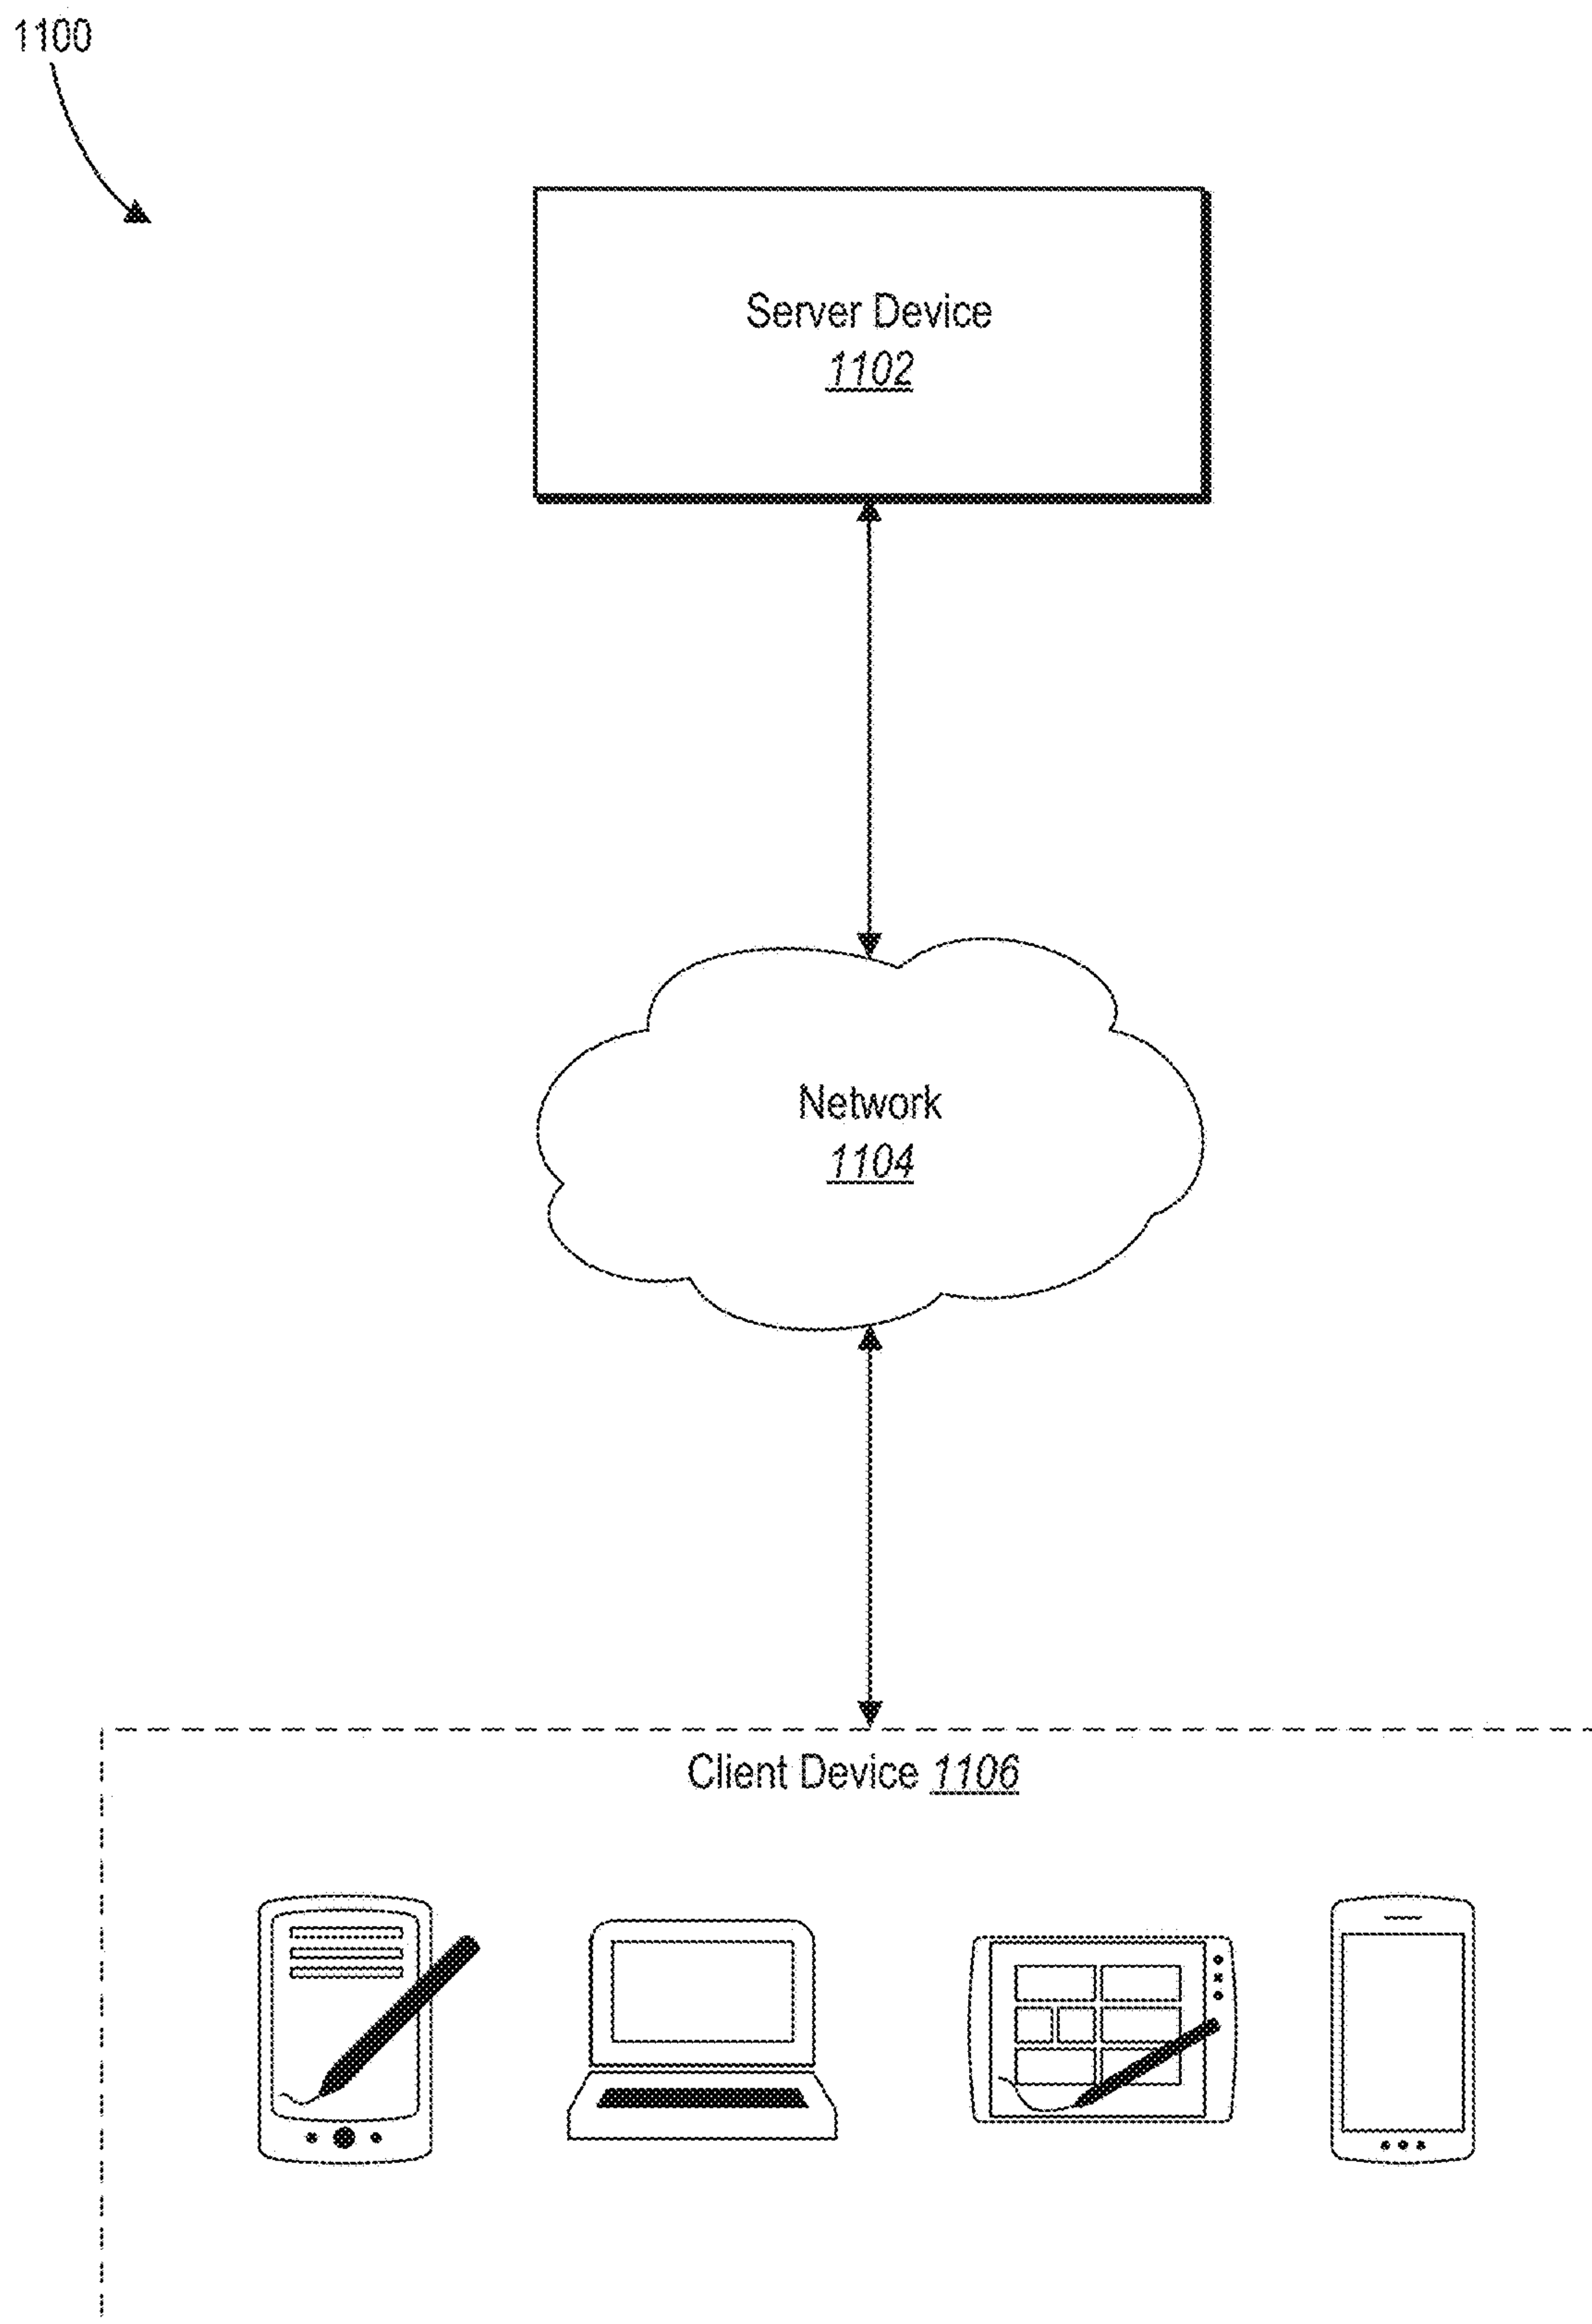 1100
Server Device
1102
Network
1104
Client Device 1106